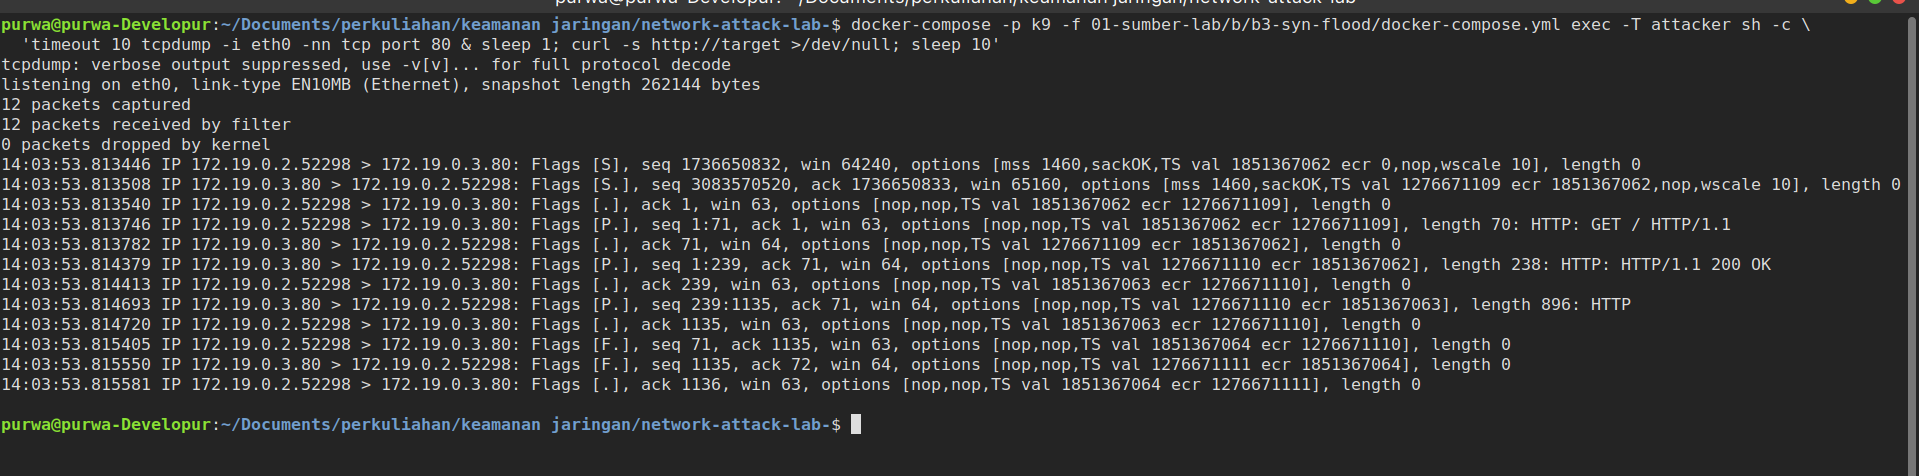 purwa@purwa-Developur: ~/Documents/perkuliahan/keamanan jaringan/network-attack-lab-
purwa@purwa-Developur:~/Documents/perkuliahan/keamanan jaringan/network-attack-lab-$ docker-compose -p k9 -f 01-sumber-lab/b/b3-syn-flood/docker-compose.yml exec -T attacker sh -c \
  'timeout 10 tcpdump -i eth0 -nn tcp port 80 & sleep 1; curl -s http://target >/dev/null; sleep 10'
tcpdump: verbose output suppressed, use -v[v]... for full protocol decode
listening on eth0, link-type EN10MB (Ethernet), snapshot length 262144 bytes
12 packets captured
12 packets received by filter
0 packets dropped by kernel
14:03:53.813446 IP 172.19.0.2.52298 > 172.19.0.3.80: Flags [S], seq 1736650832, win 64240, options [mss 1460,sackOK,TS val 1851367062 ecr 0,nop,wscale 10], length 0
14:03:53.813508 IP 172.19.0.3.80 > 172.19.0.2.52298: Flags [S.], seq 3083570520, ack 1736650833, win 65160, options [mss 1460,sackOK,TS val 1276671109 ecr 1851367062,nop,wscale 10], length 0
14:03:53.813540 IP 172.19.0.2.52298 > 172.19.0.3.80: Flags [.], ack 1, win 63, options [nop,nop,TS val 1851367062 ecr 1276671109], length 0
14:03:53.813746 IP 172.19.0.2.52298 > 172.19.0.3.80: Flags [P.], seq 1:71, ack 1, win 63, options [nop,nop,TS val 1851367062 ecr 1276671109], length 70: HTTP: GET / HTTP/1.1
14:03:53.813782 IP 172.19.0.3.80 > 172.19.0.2.52298: Flags [.], ack 71, win 64, options [nop,nop,TS val 1276671109 ecr 1851367062], length 0
14:03:53.814379 IP 172.19.0.3.80 > 172.19.0.2.52298: Flags [P.], seq 1:239, ack 71, win 64, options [nop,nop,TS val 1276671110 ecr 1851367062], length 238: HTTP: HTTP/1.1 200 OK
14:03:53.814413 IP 172.19.0.2.52298 > 172.19.0.3.80: Flags [.], ack 239, win 63, options [nop,nop,TS val 1851367063 ecr 1276671110], length 0
14:03:53.814693 IP 172.19.0.3.80 > 172.19.0.2.52298: Flags [P.], seq 239:1135, ack 71, win 64, options [nop,nop,TS val 1276671110 ecr 1851367063], length 896: HTTP
14:03:53.814720 IP 172.19.0.2.52298 > 172.19.0.3.80: Flags [.], ack 1135, win 63, options [nop,nop,TS val 1851367063 ecr 1276671110], length 0
14:03:53.815405 IP 172.19.0.2.52298 > 172.19.0.3.80: Flags [F.], seq 71, ack 1135, win 63, options [nop,nop,TS val 1851367064 ecr 1276671110], length 0
14:03:53.815550 IP 172.19.0.3.80 > 172.19.0.2.52298: Flags [F.], seq 1135, ack 72, win 64, options [nop,nop,TS val 1276671111 ecr 1851367064], length 0
14:03:53.815581 IP 172.19.0.2.52298 > 172.19.0.3.80: Flags [.], ack 1136, win 63, options [nop,nop,TS val 1851367064 ecr 1276671111], length 0
purwa@purwa-Developur:~/Documents/perkuliahan/keamanan jaringan/network-attack-lab-$